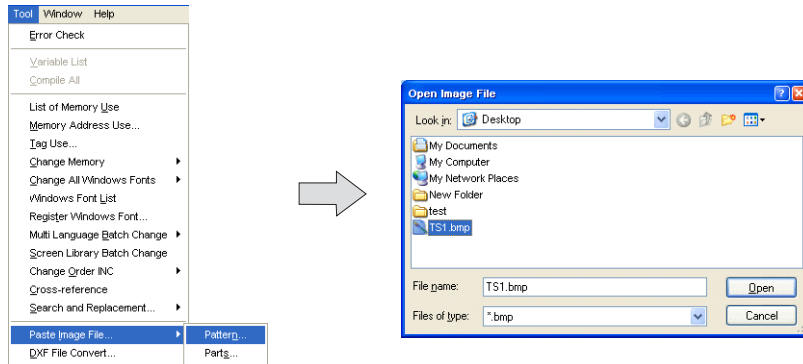 Tool Window Help
Error Check
Variable List
Compile All
List of Memory Use
Memory Address Use...
Tag Use...
Change Memory
Change All Windows Fonts
Windows Font List
Register Windows Font...
Multi Language Batch Change
Screen Library Batch Change
Change Order INC
Cross-reference
Search and Replacement...
Paste Image File...
Pattern...
DXF File Convert...
Parts...
Open Image File
Look in: Desktop
My Documents
My Computer
My Network Places
New Folder
test
TS1.bmp
File name: TS1.bmp Open
Files of type: *.bmp Cancel